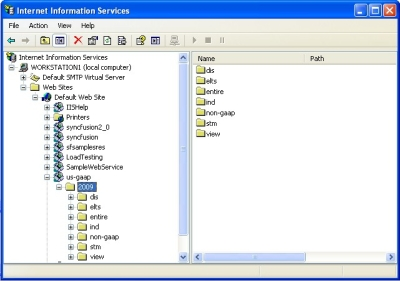 Internet Information Services
File Action View Help
Internet Information Services
WORKSTATION1 (local computer)
Default SMTP Virtual Server
Web Sites
Default Web Site
IISHelp
Printers
syncfusion2_0
syncfusion
sfsamplesres
LoadTesting
SampleWebService
us-gaap
2009
dis
elts
entire
ind
non-gaap
stm
view
Name Path
dis
elts
entire
ind
non-gaap
stm
view